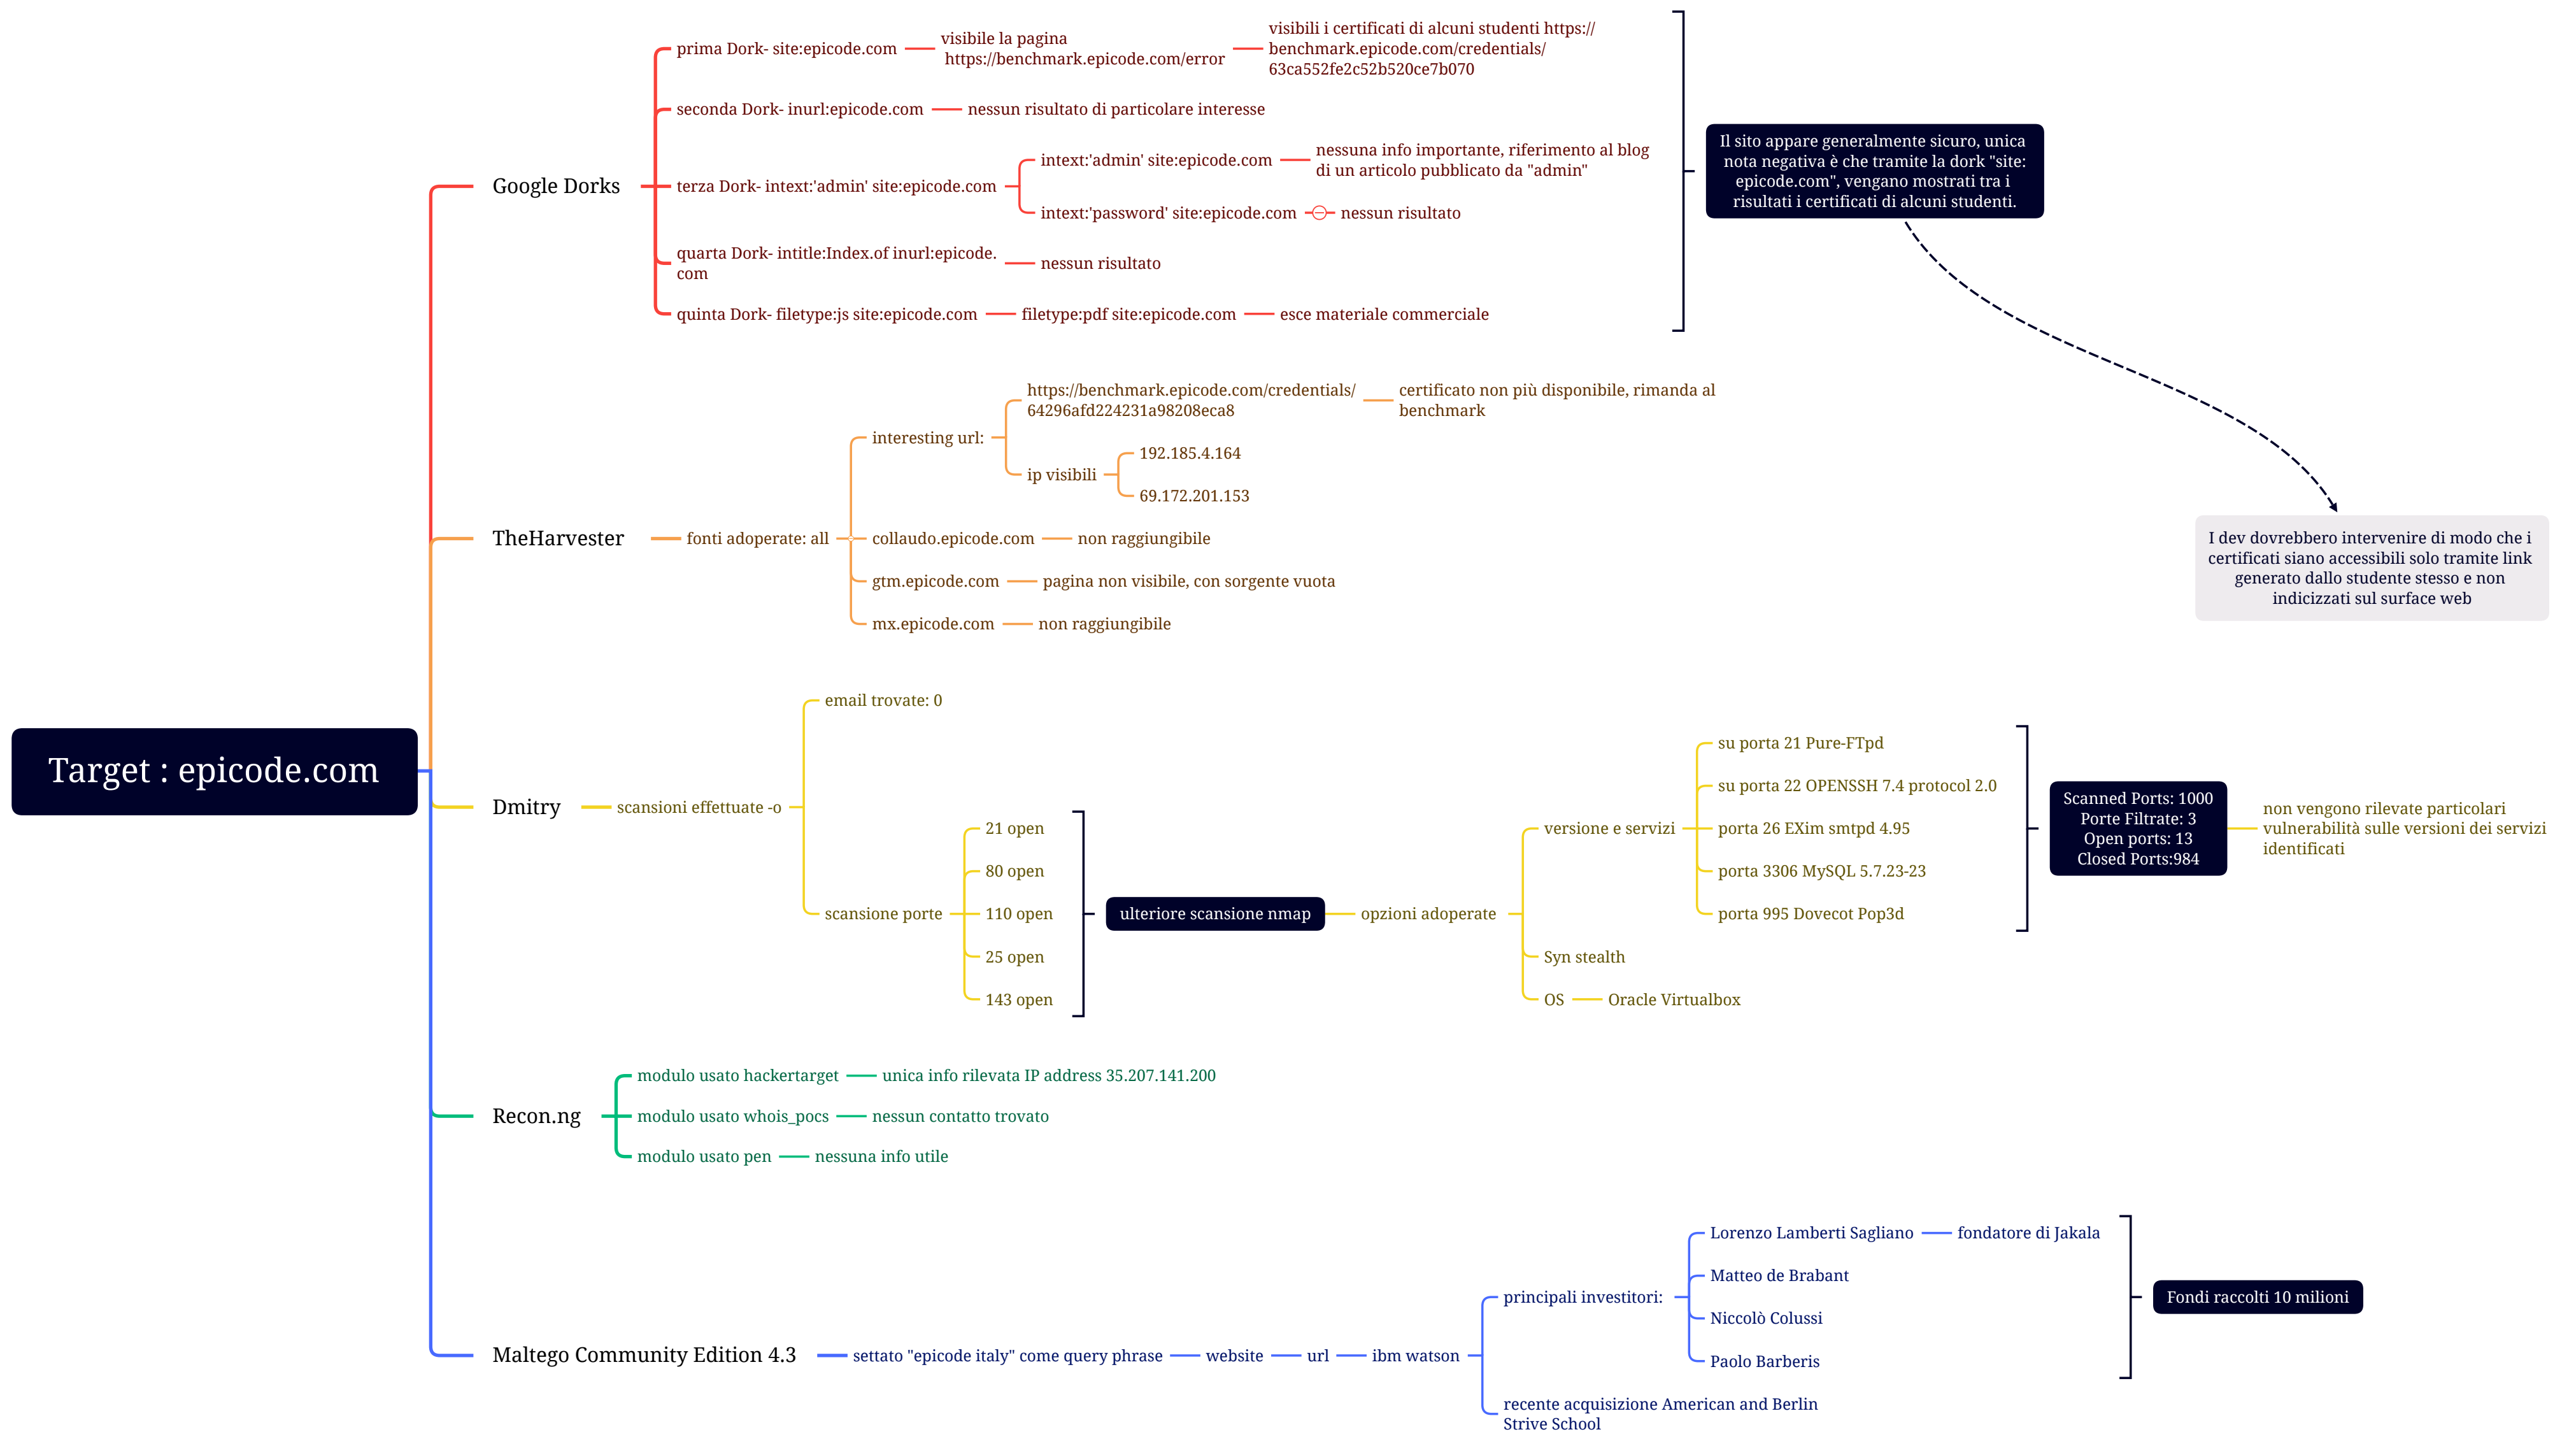 Target : epicode.com
Google Dorks
prima Dork- site:epicode.com
visibile la pagina
https://benchmark.epicode.com/error
visibili i certificati di alcuni studenti https://
benchmark.epicode.com/credentials/
63ca552fe2c52b520ce7b070
seconda Dork- inurl:epicode.com
nessun risultato di particolare interesse
terza Dork- intext:'admin' site:epicode.com
intext:'admin' site:epicode.com
nessuna info importante, riferimento al blog
di un articolo pubblicato da "admin"
intext:'password' site:epicode.com
nessun risultato
quarta Dork- intitle:Index.of inurl:epicode.
com
nessun risultato
quinta Dork- filetype:js site:epicode.com
filetype:pdf site:epicode.com
esce materiale commerciale
Il sito appare generalmente sicuro, unica
nota negativa è che tramite la dork "site:
epicode.com", vengano mostrati tra i
risultati i certificati di alcuni studenti.
I dev dovrebbero intervenire di modo che i
certificati siano accessibili solo tramite link
generato dallo studente stesso e non
indicizzati sul surface web
TheHarvester
fonti adoperate: all
interesting url:
https://benchmark.epicode.com/credentials/
64296afd224231a98208eca8
certificato non più disponibile, rimanda al
benchmark
ip visibili
192.185.4.164
69.172.201.153
collaudo.epicode.com
non raggiungibile
gtm.epicode.com
pagina non visibile, con sorgente vuota
mx.epicode.com
non raggiungibile
Dmitry
scansioni effettuate -o
email trovate: 0
scansione porte
21 open
80 open
110 open
25 open
143 open
ulteriore scansione nmap
opzioni adoperate
versione e servizi
su porta 21 Pure-FTpd
su porta 22 OPENSSH 7.4 protocol 2.0
porta 26 EXim smtpd 4.95
porta 3306 MySQL 5.7.23-23
porta 995 Dovecot Pop3d
Syn stealth
OS
Oracle Virtualbox
Scanned Ports: 1000
Porte Filtrate: 3
Open ports: 13
Closed Ports:984
non vengono rilevate particolari
vulnerabilità sulle versioni dei servizi
identificati
Recon.ng
modulo usato hackertarget
unica info rilevata IP address 35.207.141.200
modulo usato whois_pocs
nessun contatto trovato
modulo usato pen
nessuna info utile
Maltego Community Edition 4.3
settato "epicode italy" come query phrase
website
url
ibm watson
principali investitori:
Lorenzo Lamberti Sagliano
fondatore di Jakala
Matteo de Brabant
Niccolò Colussi
Paolo Barberis
Fondi raccolti 10 milioni
recente acquisizione American and Berlin
Strive School